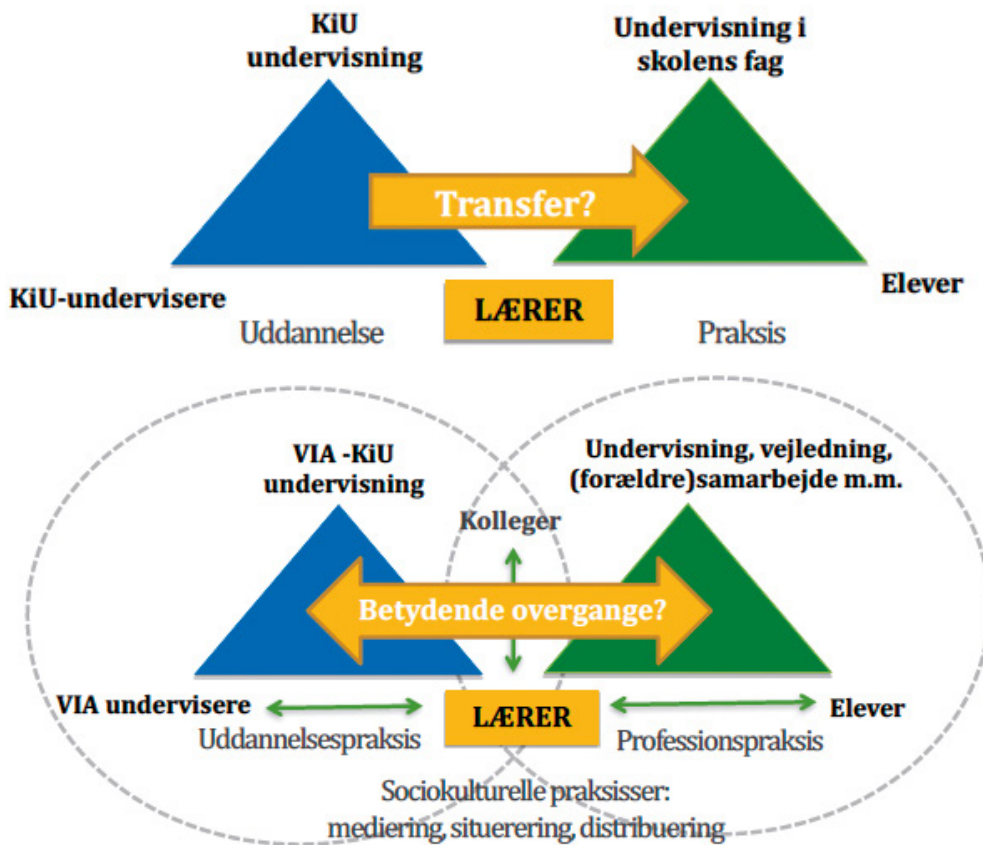 KiU
undervisning
Undervisning i
skolens fag
Transfer?
KiU-undervisere
LÆRER
Elever
Uddannelse
Praksis
VIA -KiU
undervisning
Undervisning, vejledning,
(forældre)samarbejde m.m.
Kolleger
Betydende overgange?
VIA undervisere
LÆRER
Elever
Uddannelsespraksis
Professionspraksis
Sociokulturelle praksisser:
mediering, situerering, distribuering